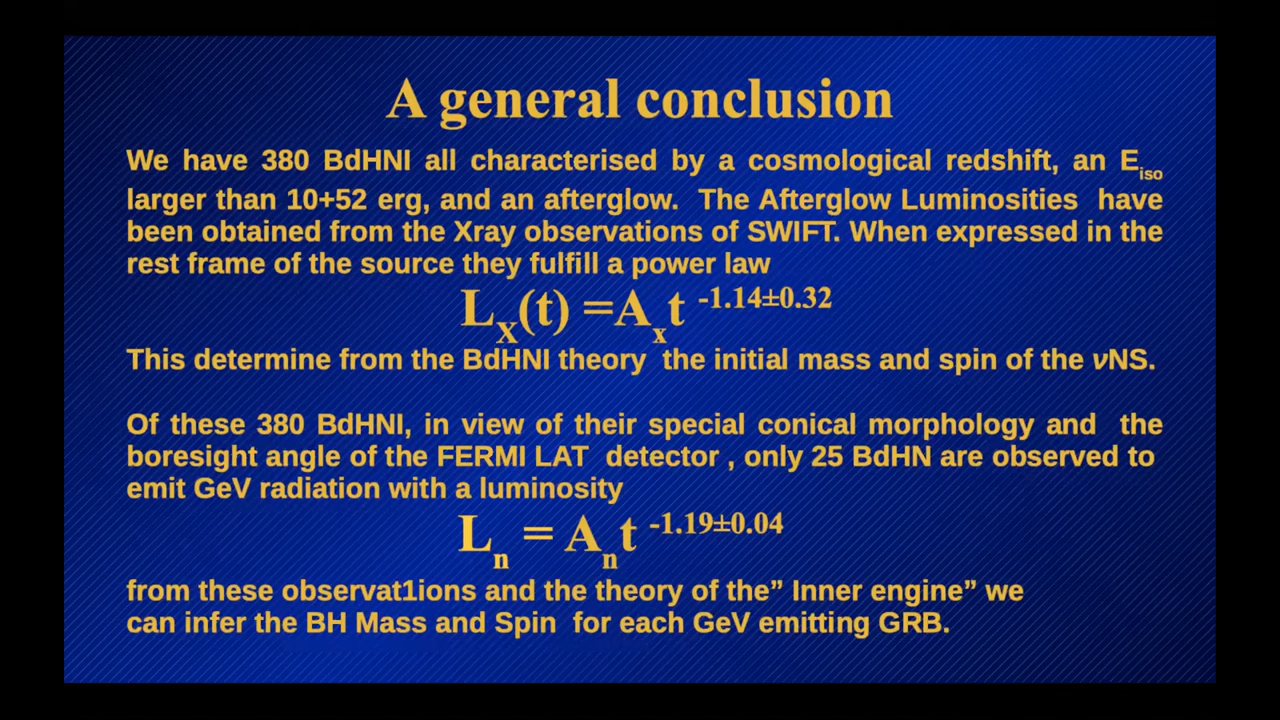 A general conclusion
We have 380 BdHNI all characterised by a cosmological redshift, an Eiso
larger than 10+52 erg, and an afterglow. The Afterglow Luminosities have
been obtained from the Xray observations of SWIFT. When expressed in the
rest frame of the source they fulfill a power law
LX(t) =Axt -1.14±0.32
This determine from the BdHNI theory the initial mass and spin of the νNS.
Of these 380 BdHNI, in view of their special conical morphology and the
boresight angle of the FERMI LAT detector , only 25 BdHN are observed to
emit GeV radiation with a luminosity
Ln = Ant -1.19±0.04
from these observat1ions and the theory of the” Inner engine” we
can infer the BH Mass and Spin for each GeV emitting GRB.